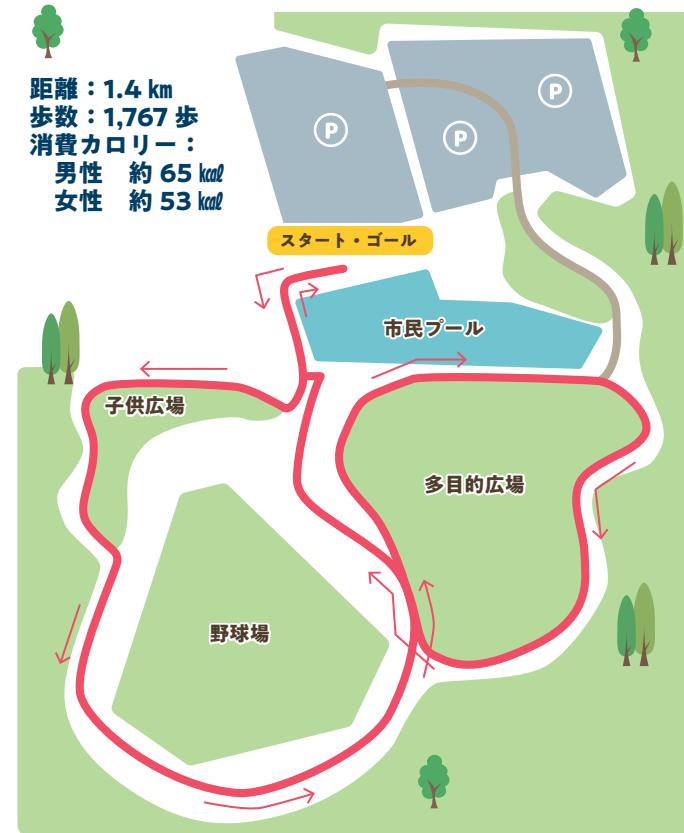 距離：1.4 ㎞
歩数：1,767 歩
消費カロリー：
男性　約 65 ㎉
女性　約 53 ㎉
P
P
P
スタート・ゴール
市民プール
子供広場
多目的広場
野球場